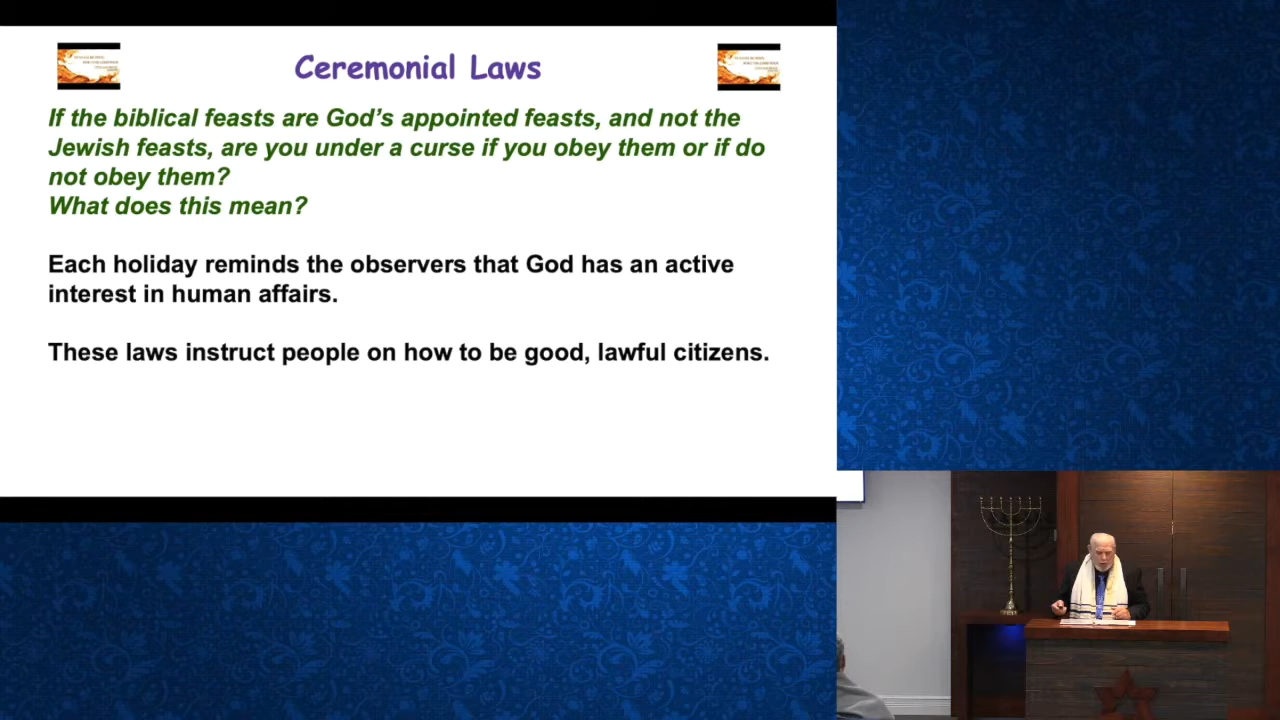 Ceremonial Laws
If the biblical feasts are God's appointed feasts, and not the
Jewish feasts, are you under a curse if you obey them or if do
not obey them?
What does this mean?
Each holiday reminds the observers that God has an active
interest in human affairs.
These laws instruct people on how to be good, lawful citizens.